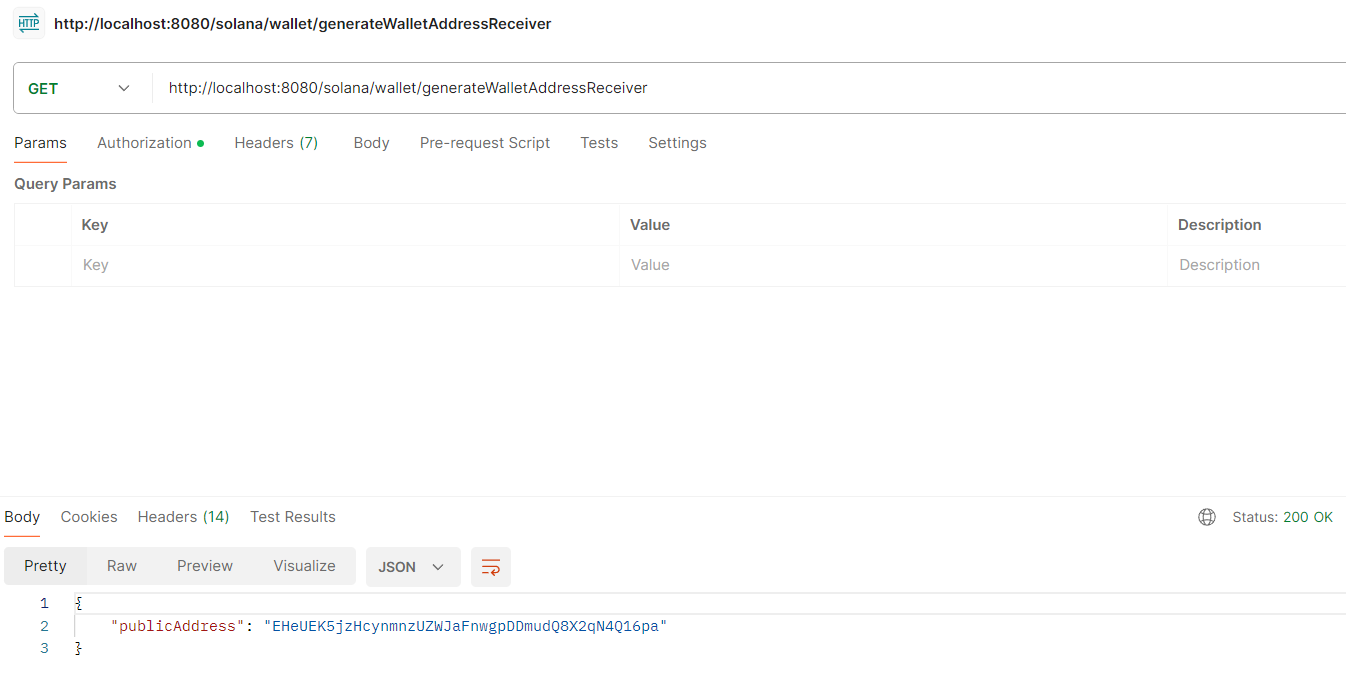 HTTP http://localhost:8080/solana/wallet/generateWalletAddressReceiver
GET http://localhost:8080/solana/wallet/generateWalletAddressReceiver
Params Authorization Headers (7) Body Pre-request Script Tests Settings
Query Params
Key Value Description
Key Value Description
Body Cookies Headers (14) Test Results Status: 200 OK
Pretty Raw Preview Visualize JSON
1 {
2 "publicAddress": "EHeUEK5jzHcynmnzUZWJaFnwgpDDmudQ8X2qN4Q16pa"
3 }